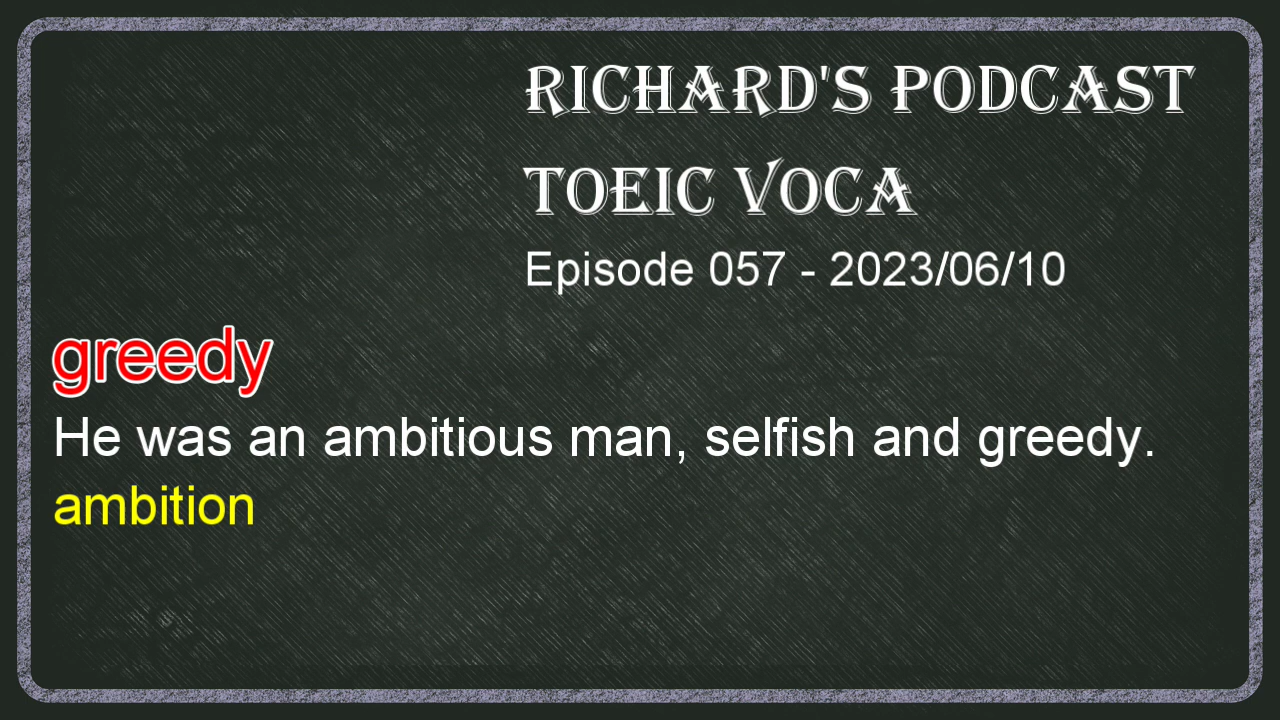 RICHARD'S PODCAST
TOEIC VOCA
Episode 057 - 2023/06/10
greedy
He was an ambitious man, selfish and greedy.
ambition